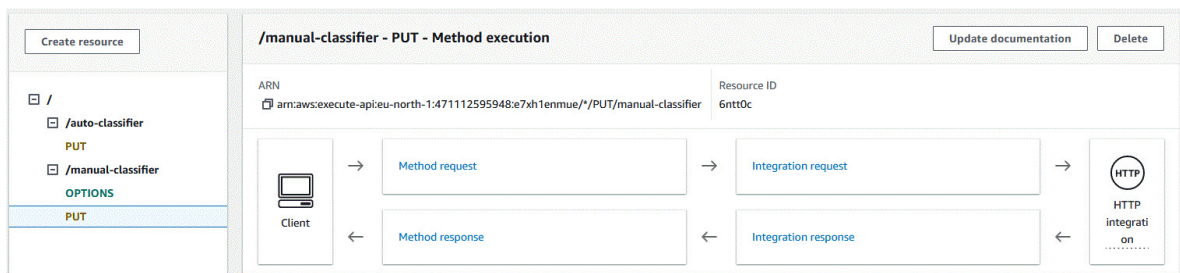 Create resource
/
/auto-classifier
PUT
/manual-classifier
OPTIONS
PUT
/manual-classifier - PUT - Method execution
Update documentation
Delete
ARN
arn:aws:execute-api:eu-north-1:471112595948:e7xh1enmue/*/PUT/manual-classifier
Resource ID
6ntt0c
Client
Method request
Integration request
Method response
Integration response
HTTP
HTTP
integrati
on